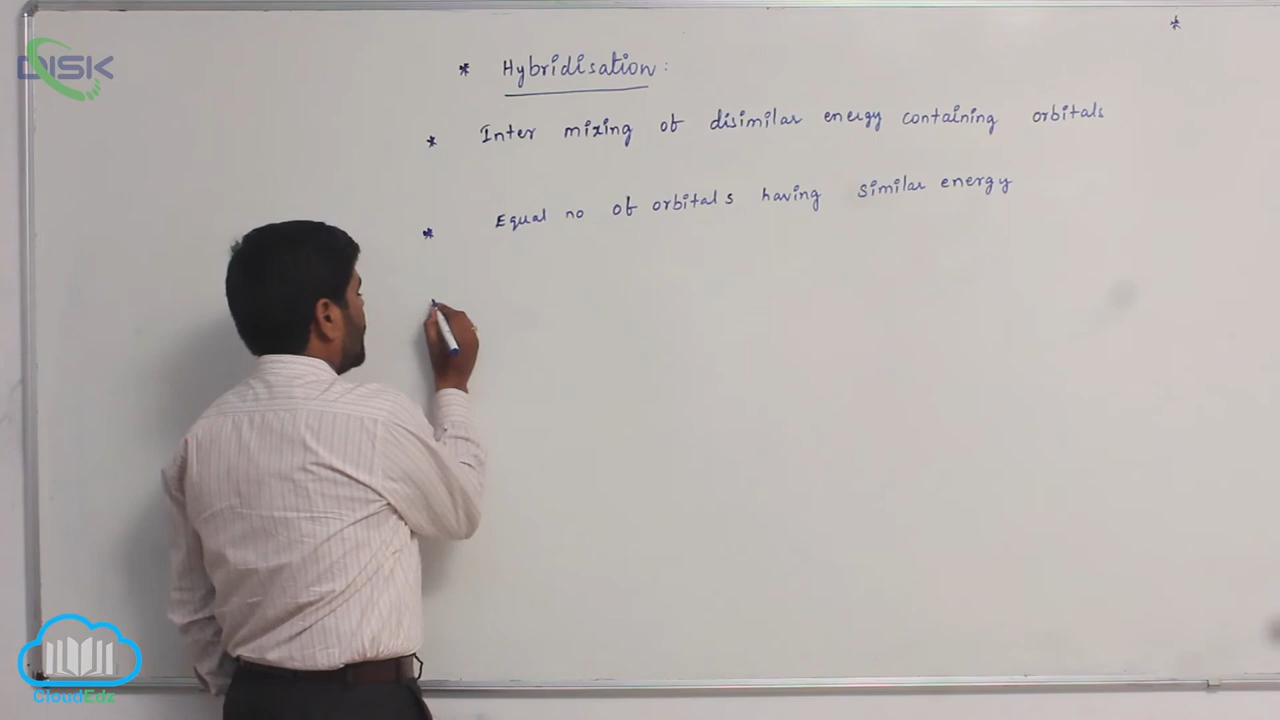 DISK
*
* Hybridisation :
* Inter mixing of disimilar energy containing orbitals
* Equal no of orbitals having similar energy
CloudEdz